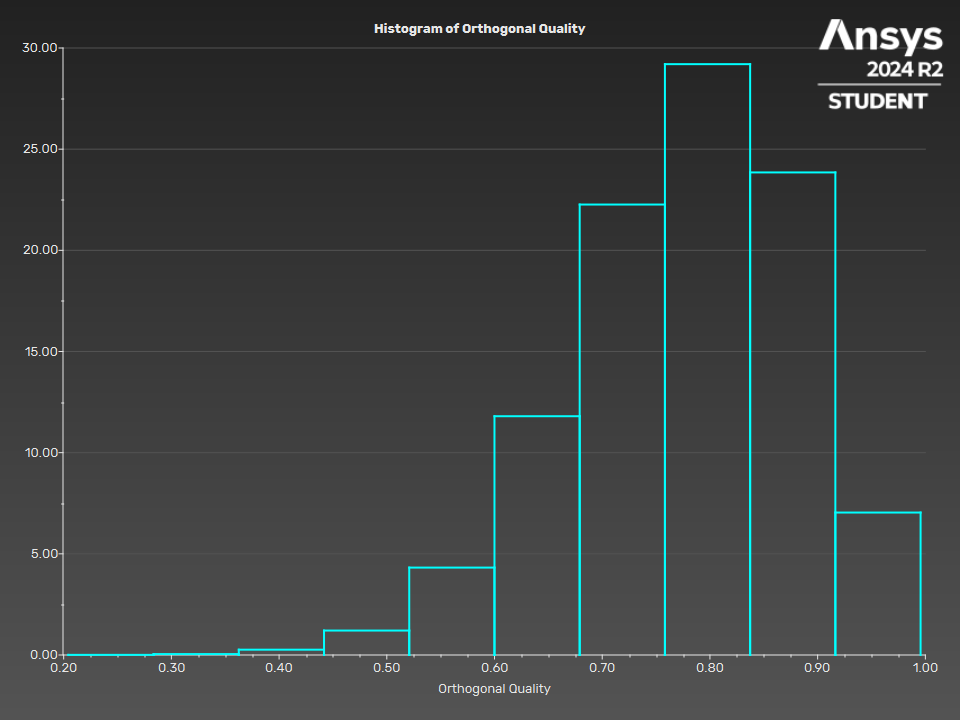 Histogram of Orthogonal Quality
Ansys
2024 R2
STUDENT
30.00
25.00
20.00
15.00
10.00
5.00
0.00
0.20 0.30 0.40 0.50 0.60 0.70 0.80 0.90 1.00
Orthogonal Quality